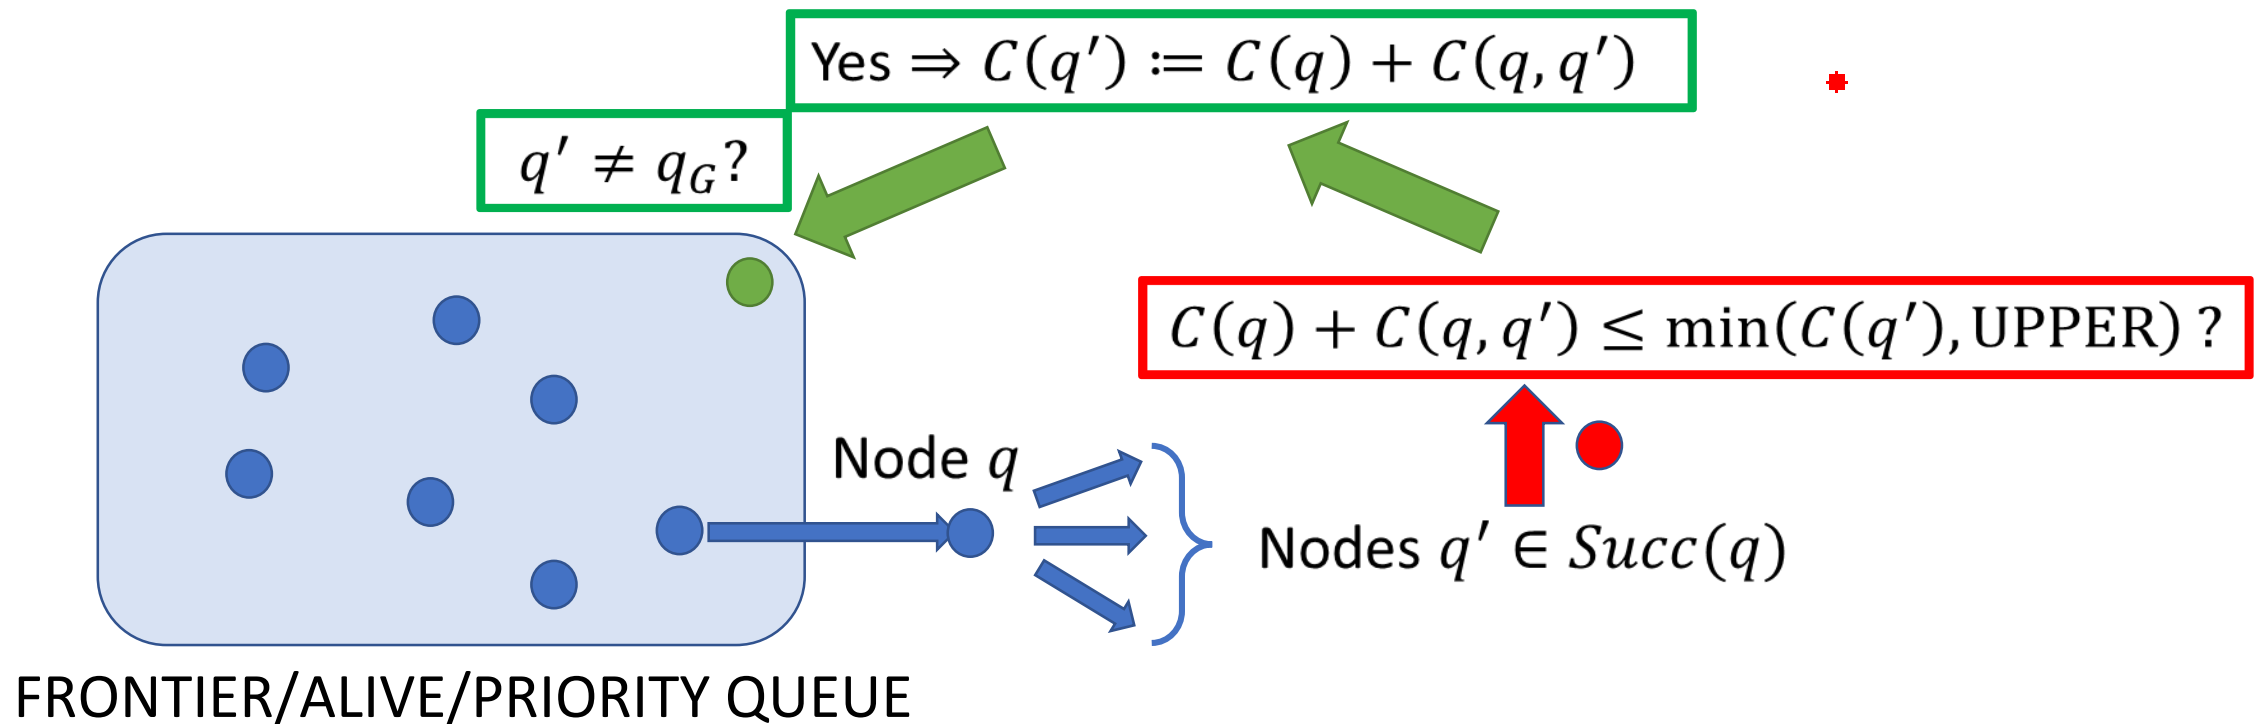 Yes ⇒ C(q′) ≔ C(q) + C(q, q′)
q′ ≠ q_G?
C(q) + C(q, q′) ≤ min(C(q′), UPPER) ?
Node q
Nodes q′ ∈ Succ(q)
FRONTIER/ALIVE/PRIORITY QUEUE